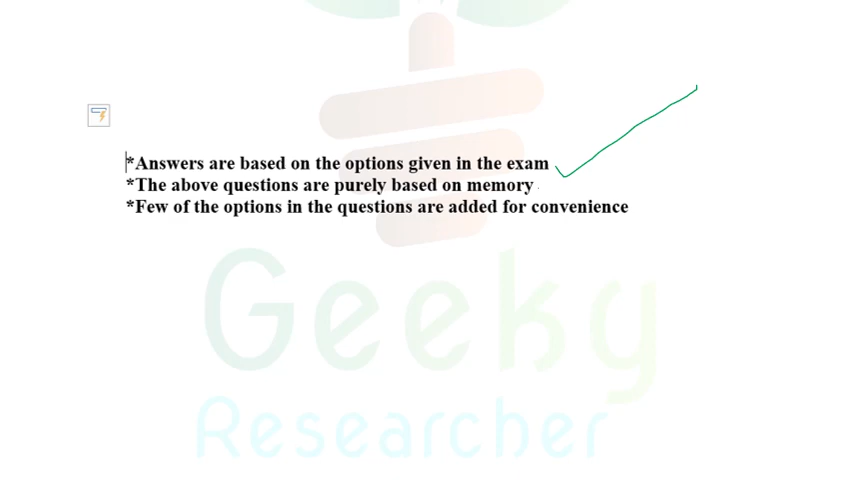 *Answers are based on the options given in the exam
*The above questions are purely based on memory
*Few of the options in the questions are added for convenience
Geeky
Researcher